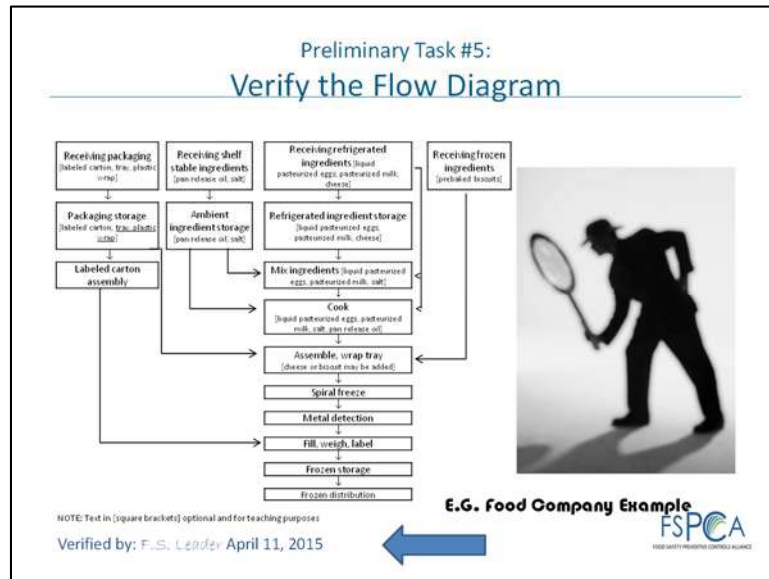 Preliminary Task #5:
Verify the Flow Diagram
Receiving packaging
[labeled carton, tray, plastic
wrap]
Receiving shelf
stable ingredients
[pan release oil, salt]
Receiving refrigerated
ingredients [liquid
pasteurized eggs, pasteurized milk,
cheese]
Receiving frozen
ingredients
[prebaked biscuits]
Packaging storage
[labeled carton, tray, plastic
wrap]
Ambient
ingredient storage
[pan release oil, salt]
Refrigerated ingredient storage
[liquid pasteurized eggs,
pasteurized milk, cheese]
Labeled carton
assembly
Mix ingredients [liquid pasteurized
eggs, pasteurized milk, salt]
Cook
[liquid pasteurized eggs, pasteurized
milk, salt, pan release oil]
Assemble, wrap tray
[cheese or biscuit may be added]
Spiral freeze
Metal detection
Fill, weigh, label
Frozen storage
Frozen distribution
E.G. Food Company Example
NOTE: Text in [square brackets] optional and for teaching purposes
Verified by: F.S. Leader April 11, 2015
FSPCA
FOOD SAFETY PREVENTIVE CONTROLS ALLIANCE